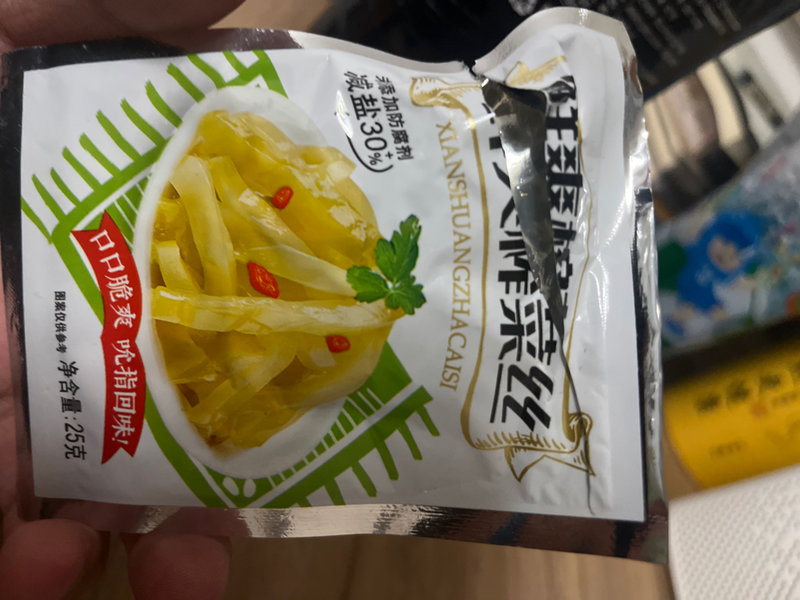 鲜爽榨菜丝
XIANSHUANGZHACAISI
添加防腐剂
减盐30%+
口口脆爽 吮指回味!
图案仅供参考 净含量:25克